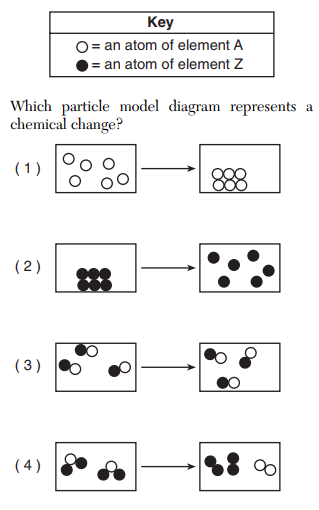 Key
= an atom of element A
= an atom of element Z
Which particle model diagram represents a
chemical change?
( 1 )
( 2 )
( 3 )
( 4 )